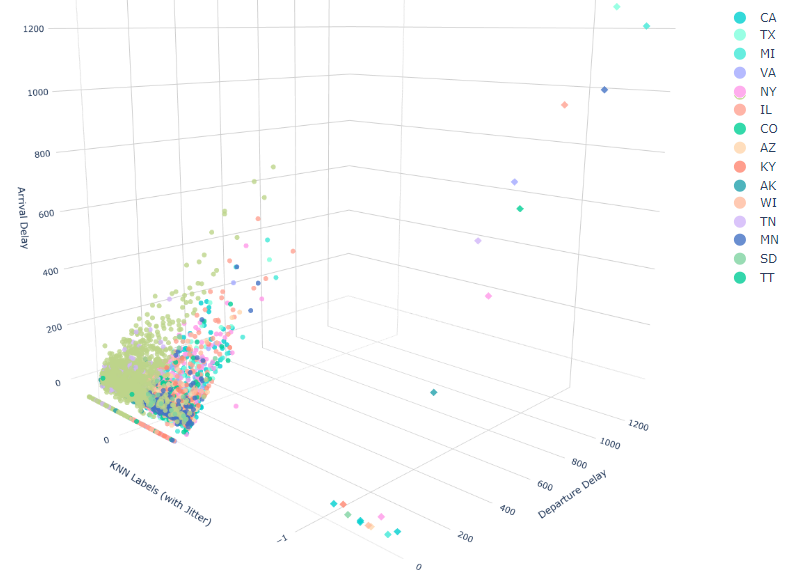 1200
1000
800
600
400
200
0
Arrival Delay
0
KNN Labels (with Jitter)
−1
0
200
400
600
800
1000
1200
Departure Delay
CA
TX
MI
VA
NY
IL
CO
AZ
KY
AK
WI
TN
MN
SD
TT